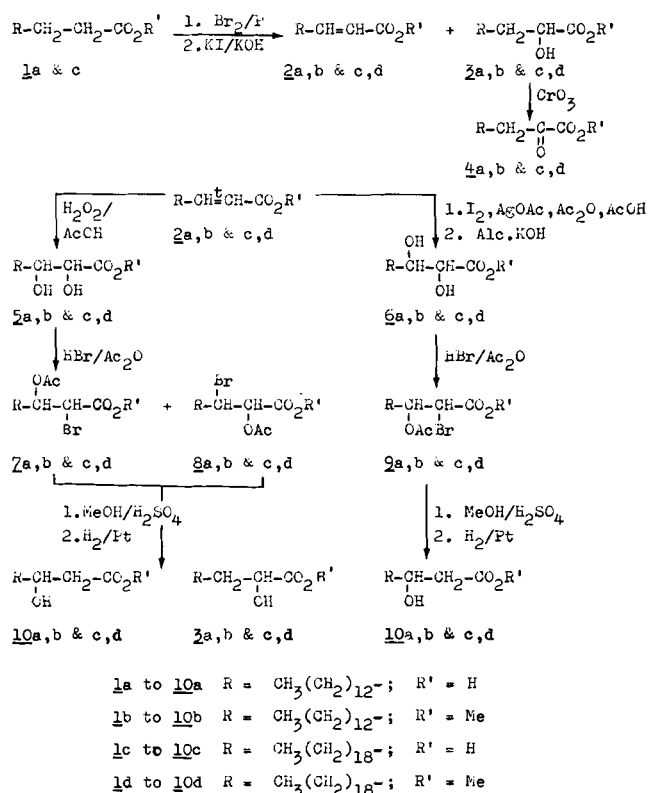 R-CH2-CH2-CO2R' 1. Br2/P 2.KI/KOH R-CH=CH-CO2R' + R-CH2-CH-CO2R'
OH
1a & c 2a,b & c,d 3a,b & c,d
CrO3
R-CH2-C-CO2R'
O
4a,b & c,d
H2O2/ AcCH R-CH=CH-CO2R' t 1.I2,AgOAc,Ac2O,AcOH
2a,b & c,d 2. Alc.KOH
R-CH-CH-CO2R' OH R-CH-CH-CO2R'
OH OH OH
5a,b & c,d 6a,b & c,d
HBr/Ac2O HBr/Ac2O
OAc Br
R-CH-CH-CO2R' + R-CH-CH-CO2R' R-CH-CH-CO2R'
Br OAc OAcBr
7a,b & c,d 8a,b & c,d 9a,b & c,d
1.MeOH/H2SO4 1. MeOH/H2SO4
2.H2/Pt 2. H2/Pt
R-CH-CH2-CO2R' R-CH2-CH-CO2R' R-CH-CH2-CO2R'
OH OH OH
10a,b & c,d 3a,b & c,d 10a,b & c,d
1a to 10a R = CH3(CH2)12-; R' = H
1b to 10b R = CH3(CH2)12-; R' = Me
1c to 10c R = CH3(CH2)18-; R' = H
1d to 10d R = CH3(CH2)18-; R' = Me